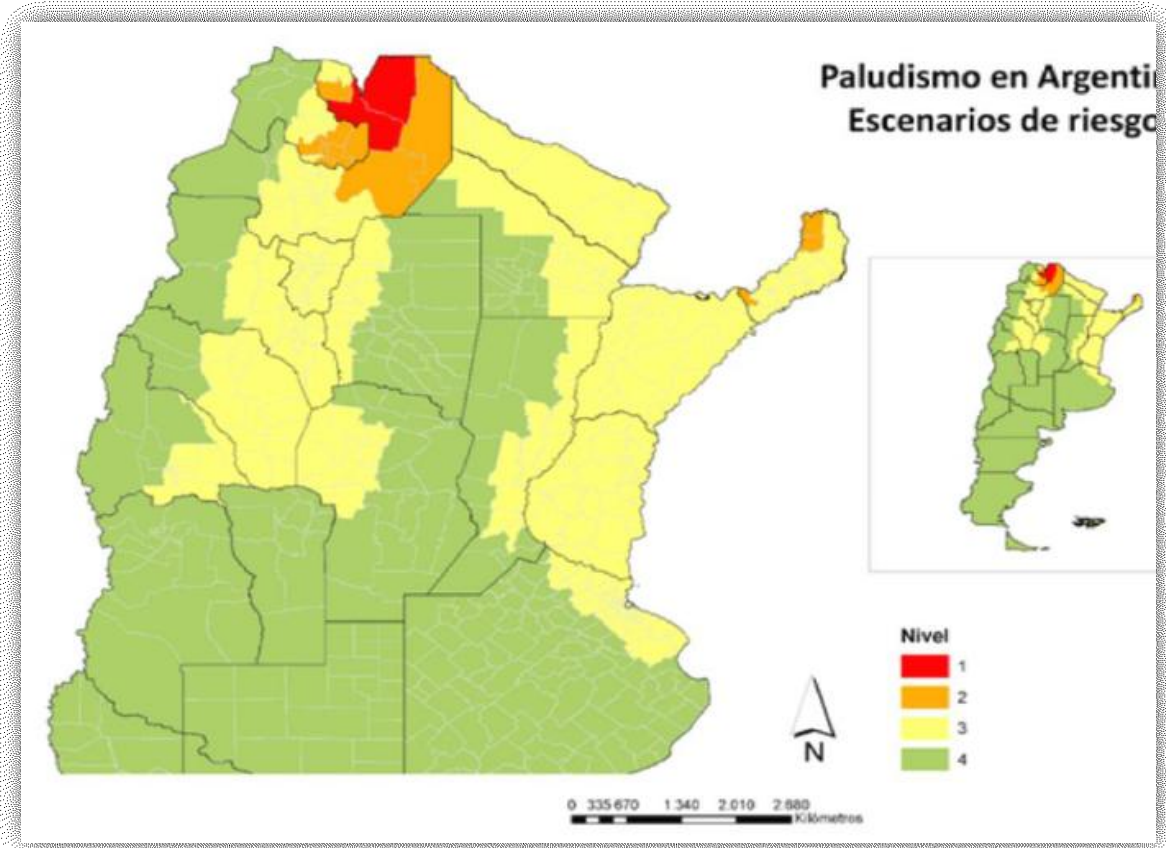 Paludismo en Argenti
Escenarios de riesgo
Nivel
1
2
3
4
N
0 335 670 1.340 2.010 2.680
Kilómetros